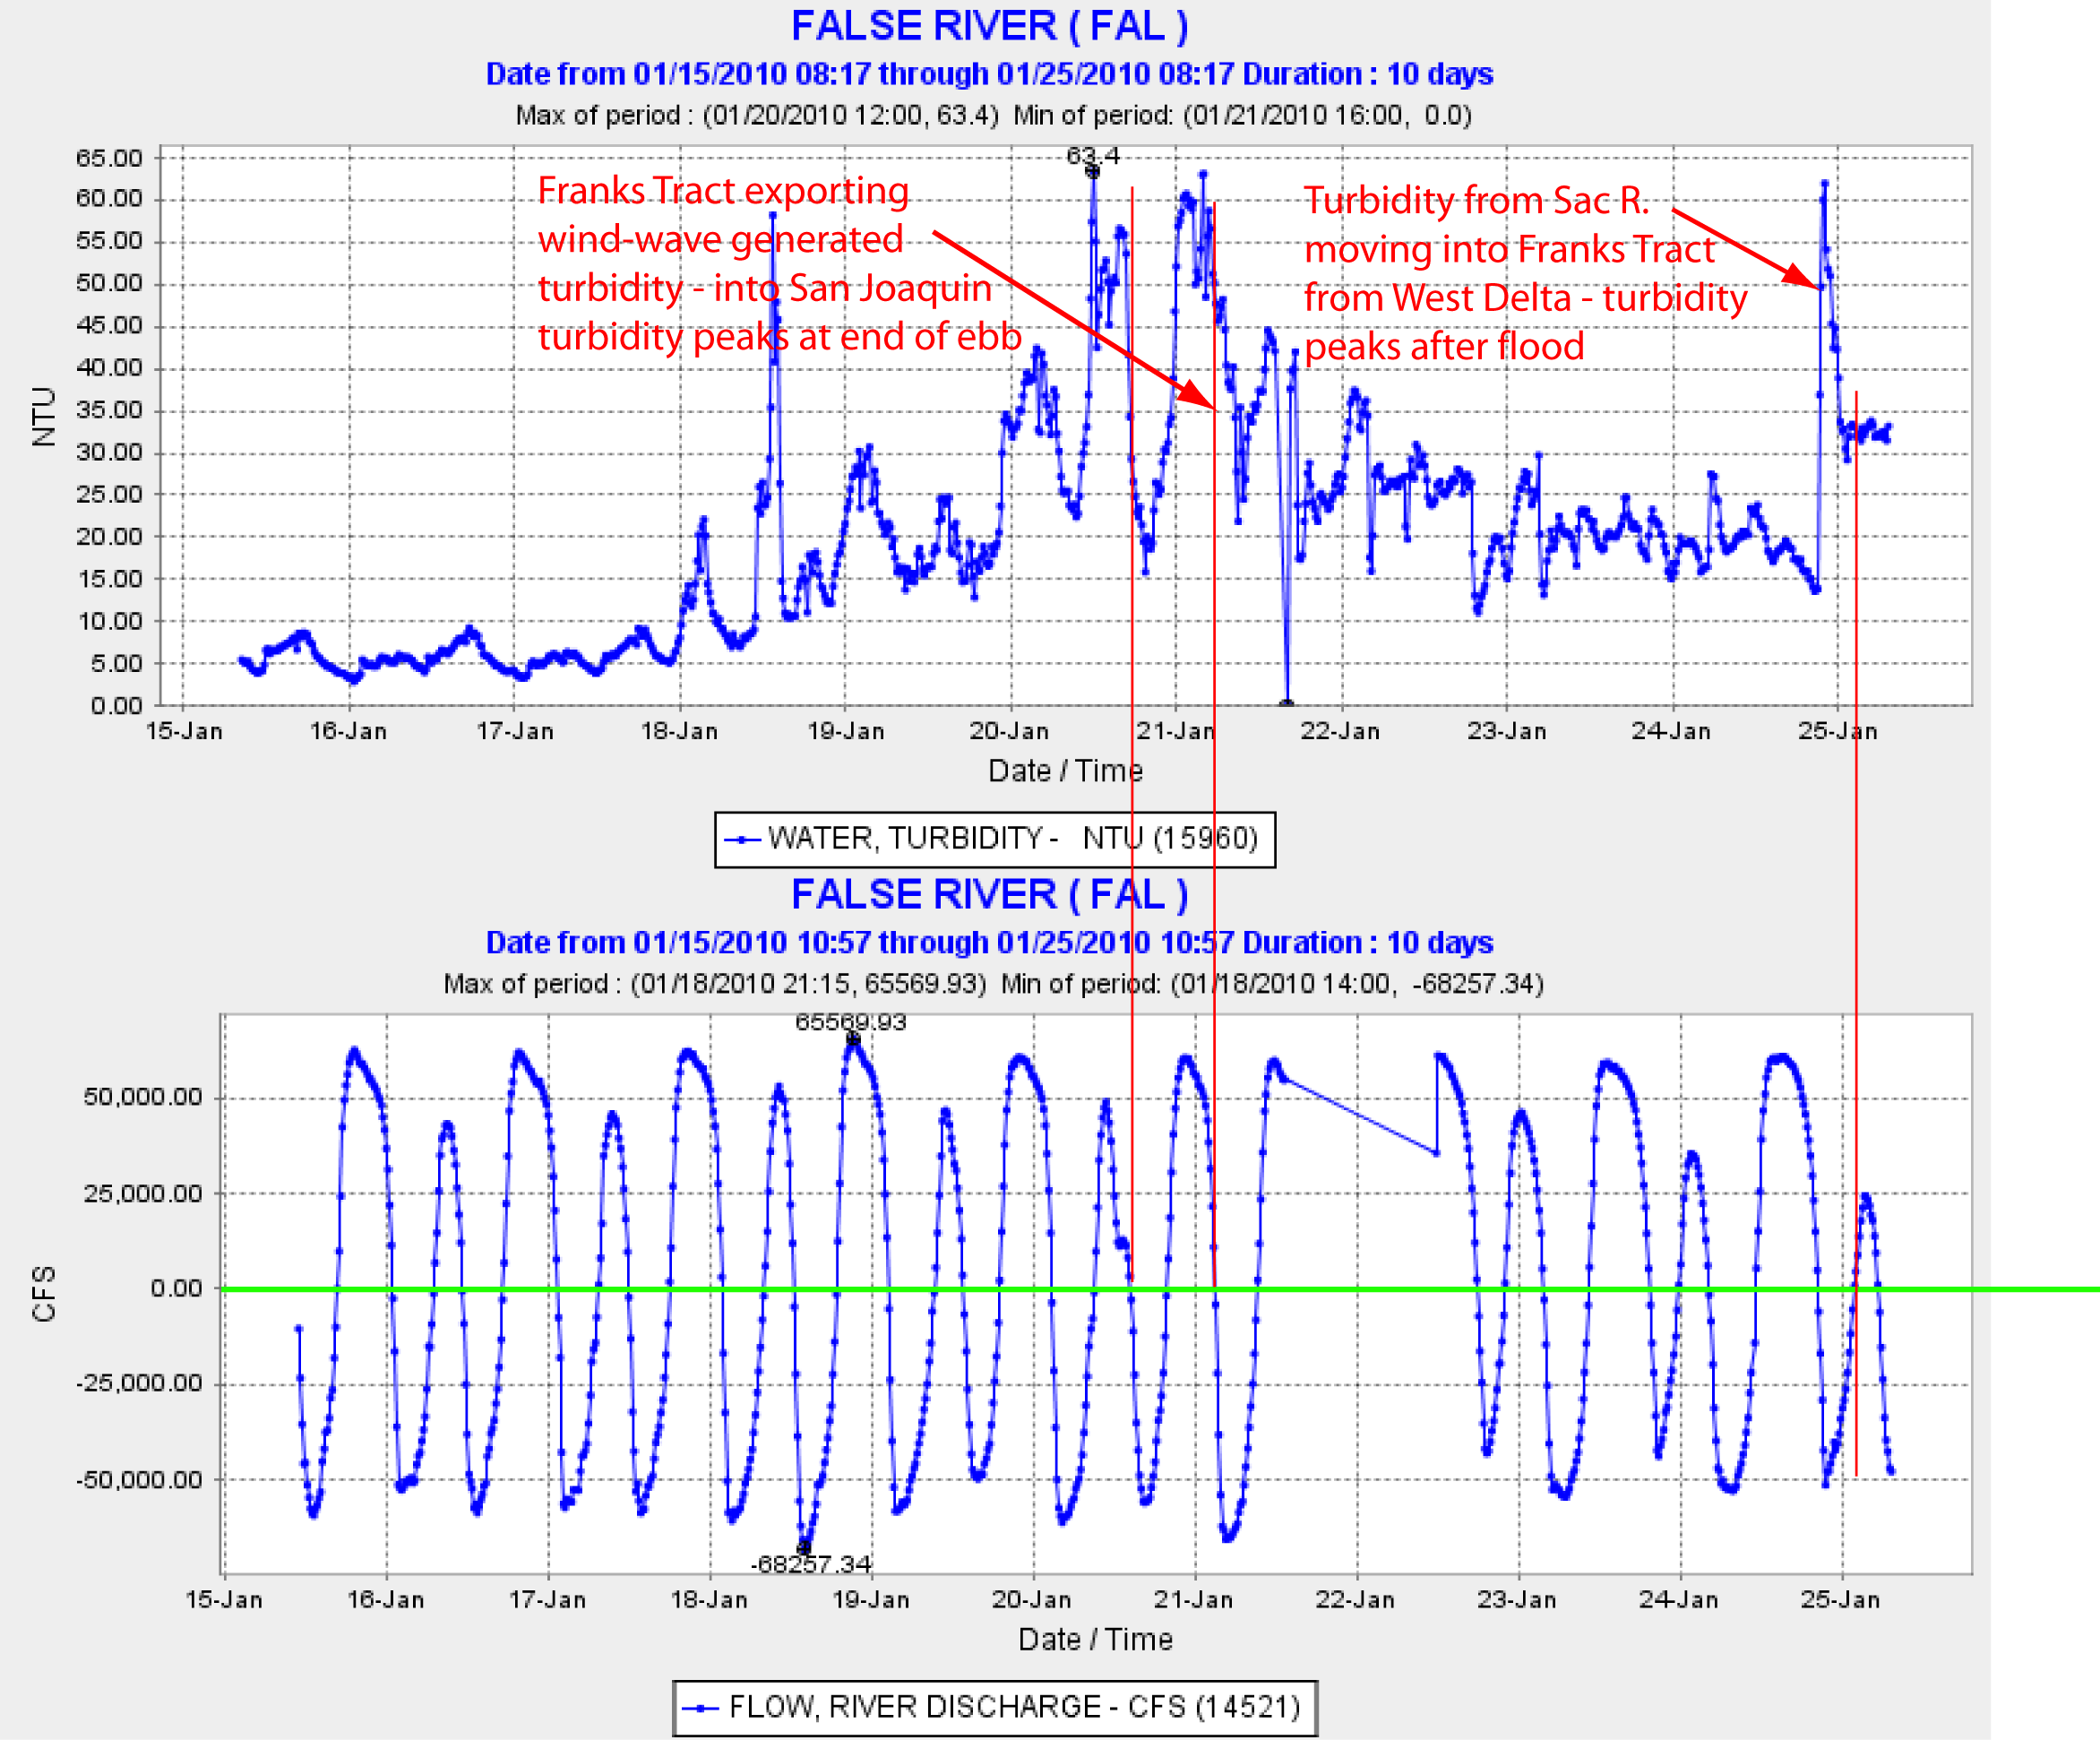 FALSE RIVER ( FAL )
Date from 01/15/2010 08:17 through 01/25/2010 08:17 Duration : 10 days
Max of period : (01/20/2010 12:00, 63.4)  Min of period: (01/21/2010 16:00,  0.0)
63.4
Franks Tract exporting
wind-wave generated
turbidity - into San Joaquin
turbidity peaks at end of ebb
Turbidity from Sac R.
moving into Franks Tract
from West Delta - turbidity
peaks after flood
65.00
60.00
55.00
50.00
45.00
40.00
35.00
30.00
25.00
20.00
15.00
10.00
5.00
0.00
NTU
15-Jan 16-Jan 17-Jan 18-Jan 19-Jan 20-Jan 21-Jan 22-Jan 23-Jan 24-Jan 25-Jan
Date / Time
WATER, TURBIDITY -   NTU (15960)
FALSE RIVER ( FAL )
Date from 01/15/2010 10:57 through 01/25/2010 10:57 Duration : 10 days
Max of period : (01/18/2010 21:15, 65569.93)  Min of period: (01/18/2010 14:00,  -68257.34)
65569.93
50,000.00
25,000.00
0.00
-25,000.00
-50,000.00
CFS
-68257.34
15-Jan 16-Jan 17-Jan 18-Jan 19-Jan 20-Jan 21-Jan 22-Jan 23-Jan 24-Jan 25-Jan
Date / Time
FLOW, RIVER DISCHARGE - CFS (14521)